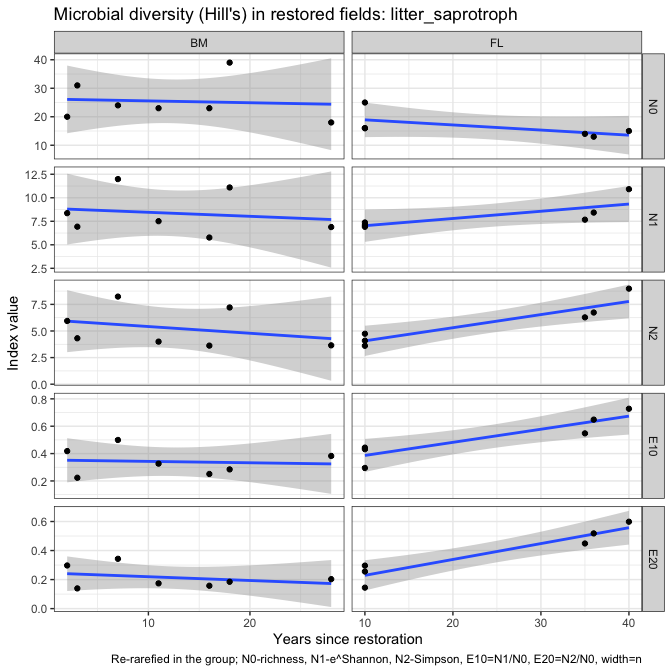 Microbial diversity (Hill's) in restored fields: litter_saprotroph
BM
FL
40
30
20
10
N0
12.5
10.0
7.5
5.0
2.5
N1
7.5
5.0
2.5
0.0
N2
0.8
0.6
0.4
0.2
E10
0.6
0.4
0.2
0.0
E20
Index value
10
20
10
20
30
40
Years since restoration
Re-rarefied in the group; N0-richness, N1-e^Shannon, N2-Simpson, E10=N1/N0, E20=N2/N0, width=n